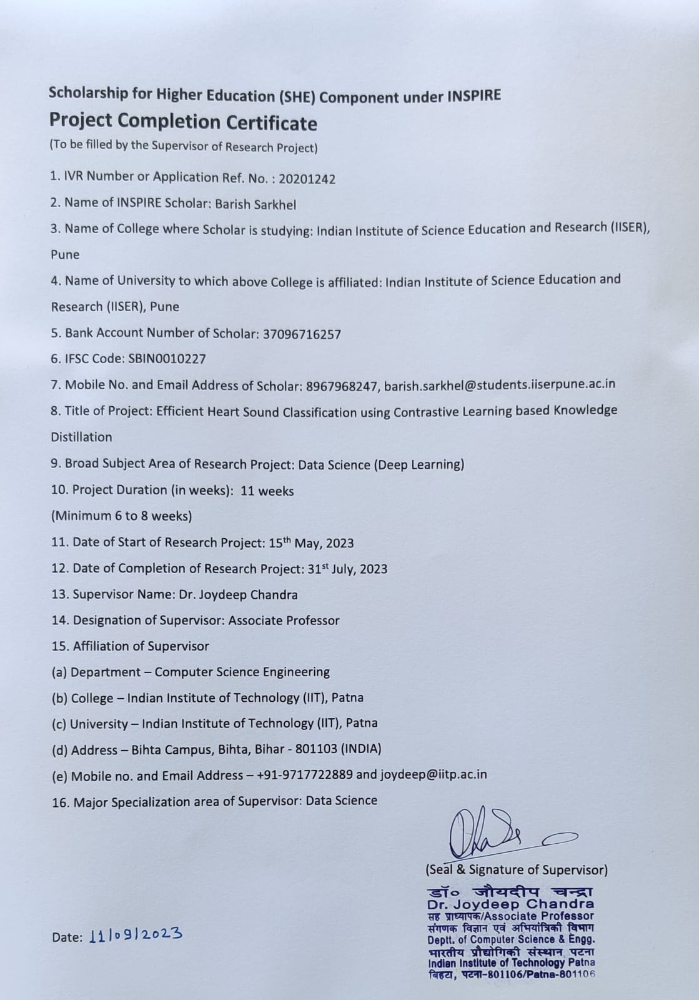 Scholarship for Higher Education (SHE) Component under INSPIRE
Project Completion Certificate
(To be filled by the Supervisor of Research Project)
1. IVR Number or Application Ref. No. : 20201242
2. Name of INSPIRE Scholar: Barish Sarkhel
3. Name of College where Scholar is studying: Indian Institute of Science Education and Research (IISER),
Pune
4. Name of University to which above College is affiliated: Indian Institute of Science Education and
Research (IISER), Pune
5. Bank Account Number of Scholar: 37096716257
6. IFSC Code: SBIN0010227
7. Mobile No. and Email Address of Scholar: 8967968247, barish.sarkhel@students.iiserpune.ac.in
8. Title of Project: Efficient Heart Sound Classification using Contrastive Learning based Knowledge
Distillation
9. Broad Subject Area of Research Project: Data Science (Deep Learning)
10. Project Duration (in weeks): 11 weeks
(Minimum 6 to 8 weeks)
11. Date of Start of Research Project: 15th May, 2023
12. Date of Completion of Research Project: 31st July, 2023
13. Supervisor Name: Dr. Joydeep Chandra
14. Designation of Supervisor: Associate Professor
15. Affiliation of Supervisor
(a) Department – Computer Science Engineering
(b) College – Indian Institute of Technology (IIT), Patna
(c) University – Indian Institute of Technology (IIT), Patna
(d) Address – Bihta Campus, Bihta, Bihar - 801103 (INDIA)
(e) Mobile no. and Email Address – +91-9717722889 and joydeep@iitp.ac.in
16. Major Specialization area of Supervisor: Data Science
(Seal & Signature of Supervisor)
डॉ० जौयदीप चन्द्रा
Dr. Joydeep Chandra
सह प्राध्यापक/Associate Professor
संगणक विज्ञान एवं अभियांत्रिकी विभाग
Deptt. of Computer Science & Engg.
भारतीय प्रौद्योगिकी संस्थान पटना
Indian Institute of Technology Patna
बिहटा, पटना-801106/Patna-801106
Date: 11/09/2023